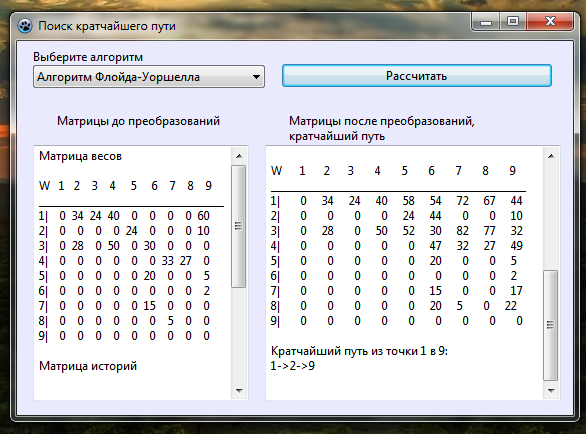 Поиск кратчайшего пути
Выберите алгоритм
Алгоритм Флойда-Уоршелла
Рассчитать
Матрицы до преобразований
Матрица весов
W 1 2 3 4 5 6 7 8 9
1| 0 34 24 40 0 0 0 0 60
2| 0 0 0 0 24 0 0 0 10
3| 0 28 0 50 0 30 0 0 0
4| 0 0 0 0 0 0 33 27 0
5| 0 0 0 0 0 20 0 0 5
6| 0 0 0 0 0 0 0 0 2
7| 0 0 0 0 0 15 0 0 0
8| 0 0 0 0 0 0 5 0 0
9| 0 0 0 0 0 0 0 0 0
Матрица историй
Матрицы после преобразований,
кратчайший путь
W 1 2 3 4 5 6 7 8 9
1| 0 34 24 40 58 54 72 67 44
2| 0 0 0 0 24 44 0 0 10
3| 0 28 0 50 52 30 82 77 32
4| 0 0 0 0 0 47 32 27 49
5| 0 0 0 0 0 20 0 0 5
6| 0 0 0 0 0 0 0 0 2
7| 0 0 0 0 0 15 0 0 17
8| 0 0 0 0 0 20 5 0 22
9| 0 0 0 0 0 0 0 0 0
Кратчайший путь из точки 1 в 9:
1->2->9